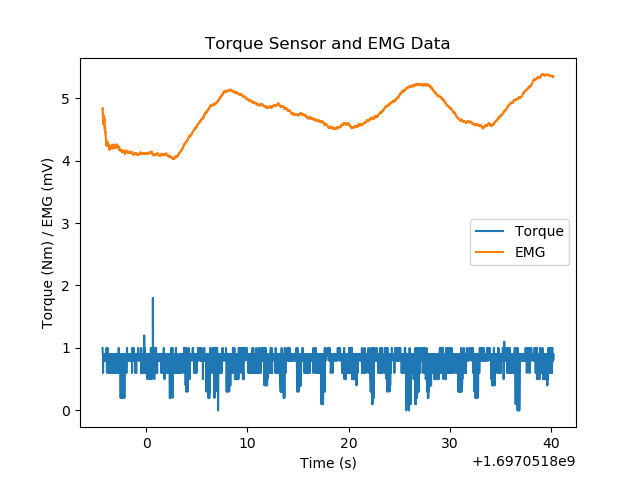 Torque Sensor and EMG Data
Torque (Nm) / EMG (mV)
5
4
3
2
1
0
Torque
EMG
0
10
20
30
40
Time (s)
+1.6970518e9